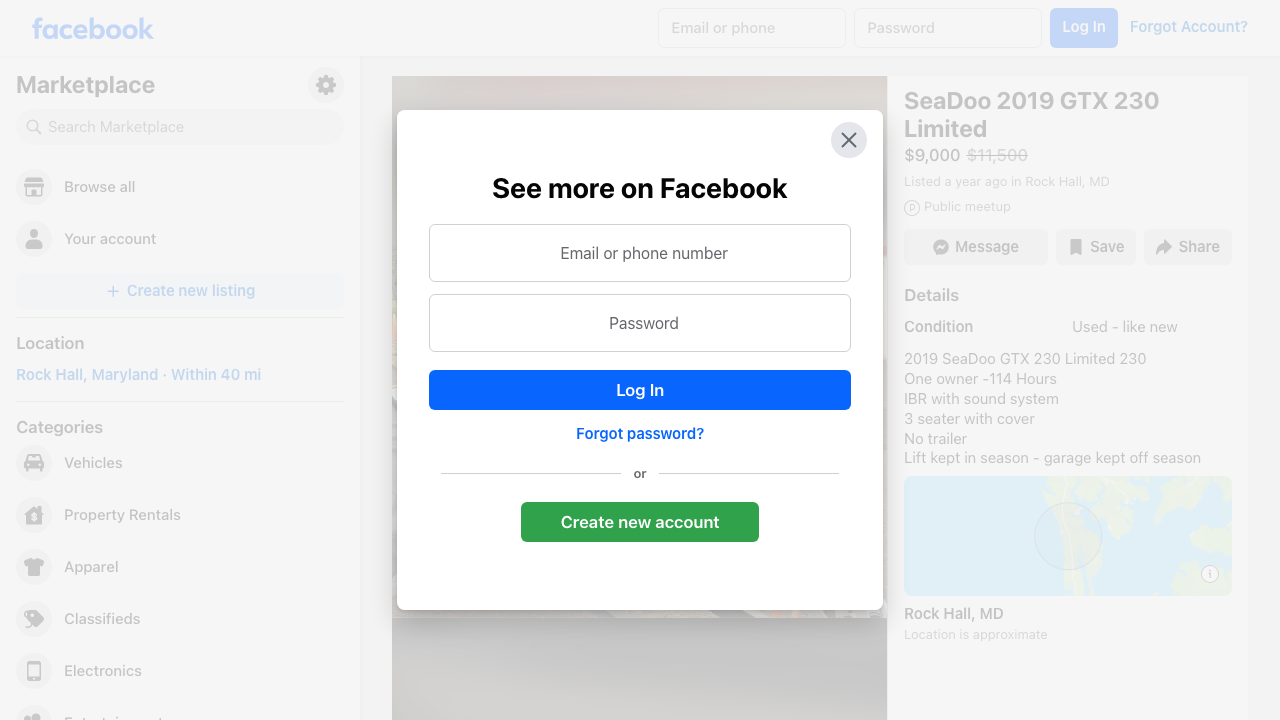 facebook
Email or phone
Password
Log In
Forgot Account?
Marketplace
Search Marketplace
Browse all
Your account
Create new listing
Location
Rock Hall, Maryland · Within 40 mi
Categories
Vehicles
Property Rentals
Apparel
Classifieds
Electronics
See more on Facebook
Email or phone number
Password
Log In
Forgot password?
or
Create new account
SeaDoo 2019 GTX 230
Limited
$9,000 $11,500
Listed a year ago in Rock Hall, MD
Public meetup
Message
Save
Share
Details
Condition
Used - like new
2019 SeaDoo GTX 230 Limited 230
One owner -114 Hours
IBR with sound system
3 seater with cover
No trailer
Lift kept in season - garage kept off season
Rock Hall, MD
Location is approximate